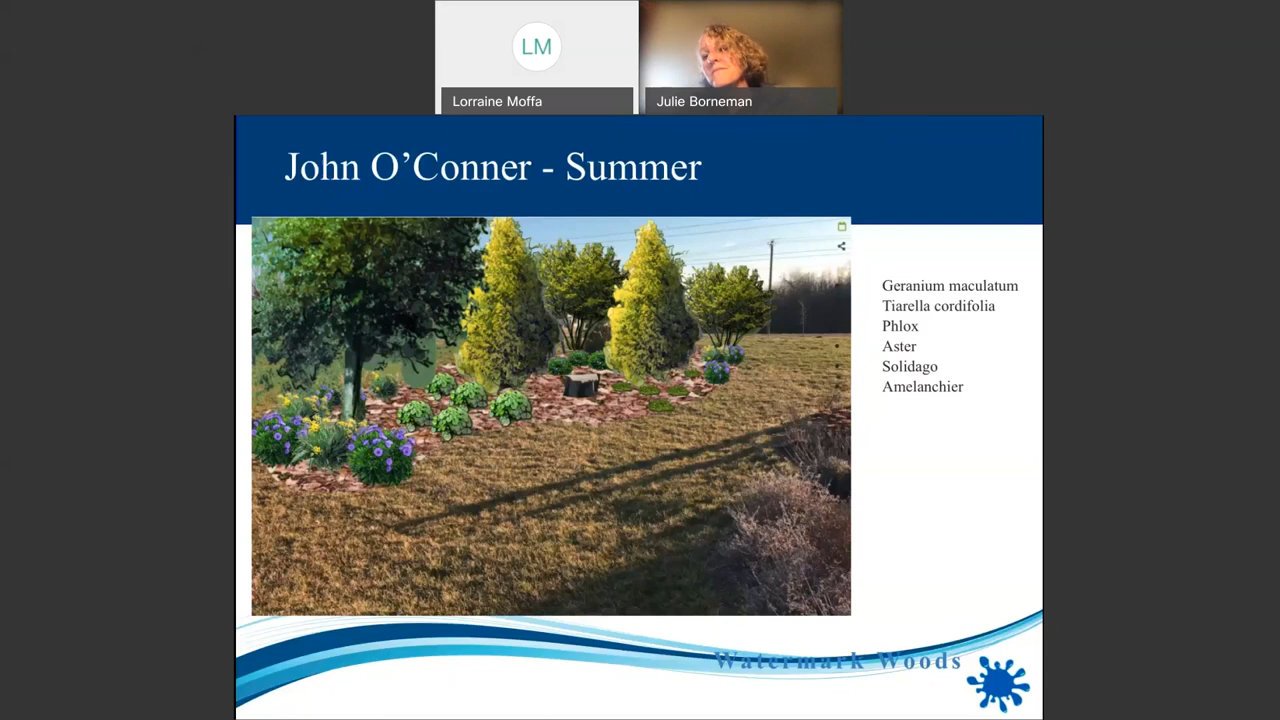 LM
Lorraine Moffa
Julie Borneman
John O’Conner - Summer
Geranium maculatum
Tiarella cordifolia
Phlox
Aster
Solidago
Amelanchier
Watermark Woods